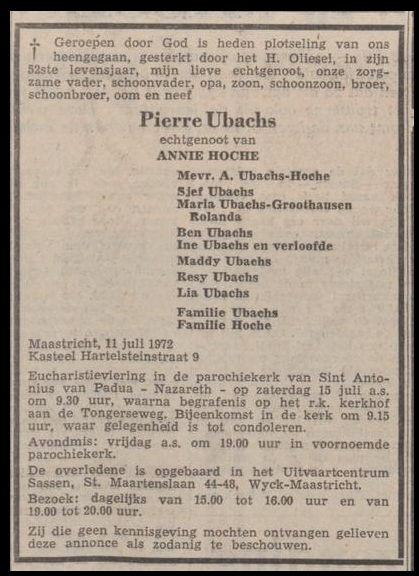 † Geroepen door God is heden plotseling van ons
heengegaan, gesterkt door het H. Oliesel, in zijn
52ste levensjaar, mijn lieve echtgenoot, onze zorg-
zame vader, schoonvader, opa, zoon, schoonzoon, broer,
schoonbroer, oom en neef
Pierre Ubachs
echtgenoot van
ANNIE HOCHE
Mevr. A. Ubachs-Hoche
Sjef Ubachs
Maria Ubachs-Groothausen
Rolanda
Ben Ubachs
Ine Ubachs en verloofde
Maddy Ubachs
Resy Ubachs
Lia Ubachs
Familie Ubachs
Familie Hoche
Maastricht, 11 juli 1972
Kasteel Hartelsteinstraat 9
Eucharistieviering in de parochiekerk van Sint Anto-
nius van Padua - Nazareth - op zaterdag 15 juli a.s.
om 9.30 uur, waarna begrafenis op het r.k. kerkhof
aan de Tongerseweg. Bijeenkomst in de kerk om 9.15
uur, waar gelegenheid is tot condoleren.
Avondmis: vrijdag a.s. om 19.00 uur in voornoemde
parochiekerk.
De overledene is opgebaard in het Uitvaartcentrum
Sassen, St. Maartenslaan 44-48, Wyck-Maastricht.
Bezoek: dagelijks van 15.00 tot 16.00 uur en van
19.00 tot 20.00 uur.
Zij die geen kennisgeving mochten ontvangen gelieven
deze annonce als zodanig te beschouwen.